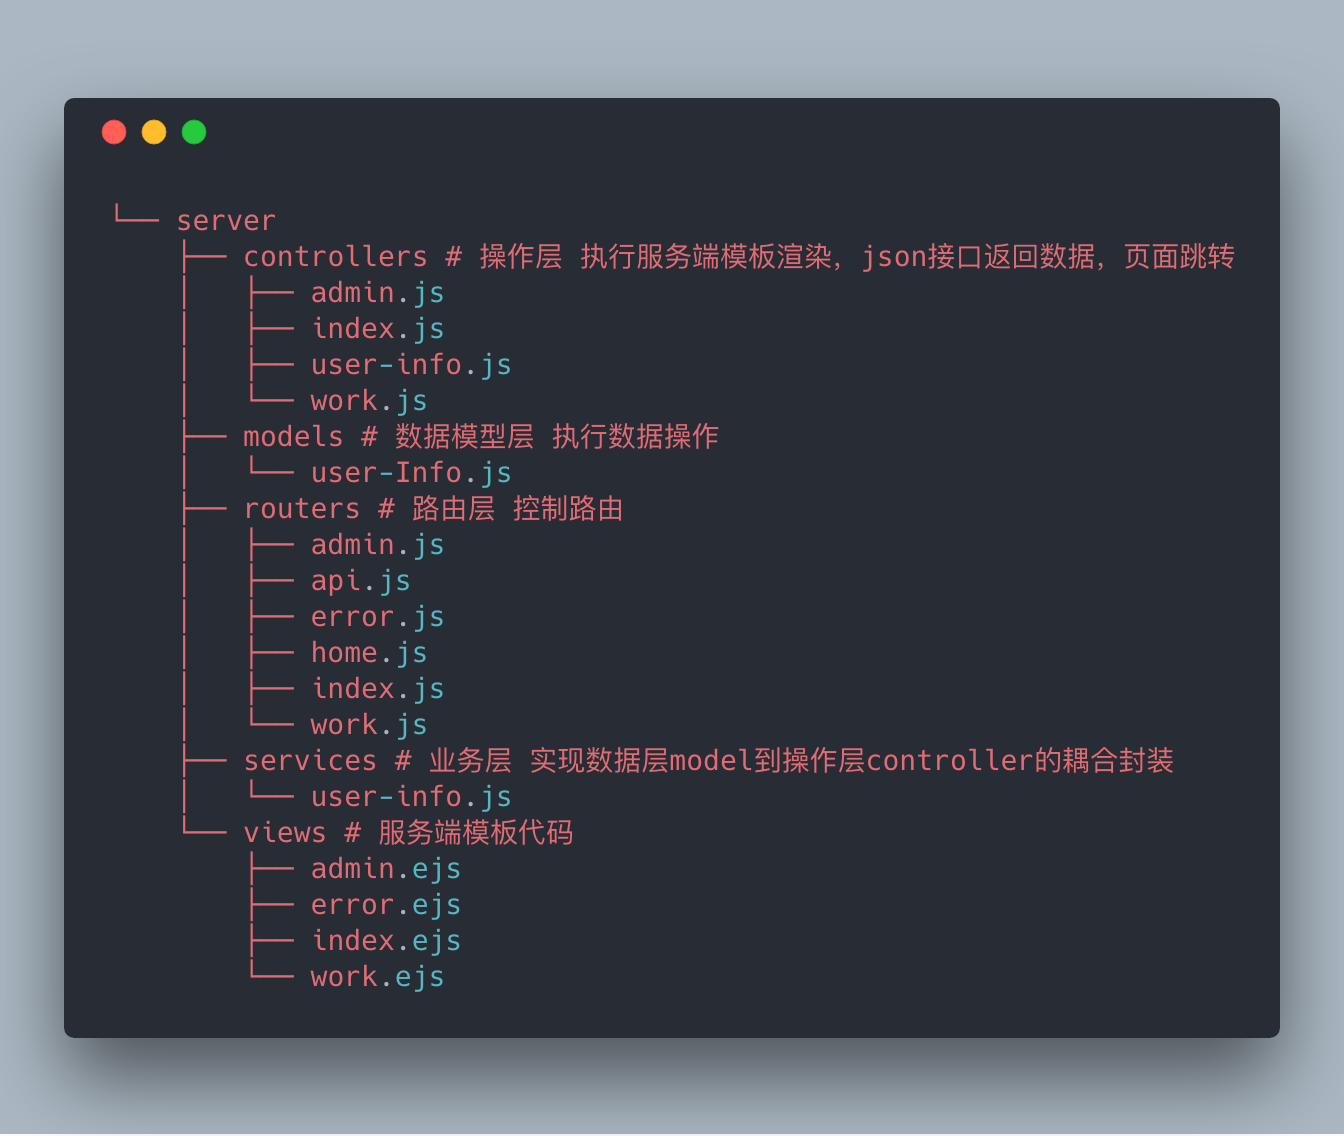 └── server
    ├── controllers # 操作层 执行服务端模板渲染，json接口返回数据，页面跳转
    │   ├── admin.js
    │   ├── index.js
    │   ├── user-info.js
    │   └── work.js
    ├── models # 数据模型层 执行数据操作
    │   └── user-Info.js
    ├── routers # 路由层 控制路由
    │   ├── admin.js
    │   ├── api.js
    │   ├── error.js
    │   ├── home.js
    │   ├── index.js
    │   └── work.js
    ├── services # 业务层 实现数据层model到操作层controller的耦合封装
    │   └── user-info.js
    └── views # 服务端模板代码
        ├── admin.ejs
        ├── error.ejs
        ├── index.ejs
        └── work.ejs